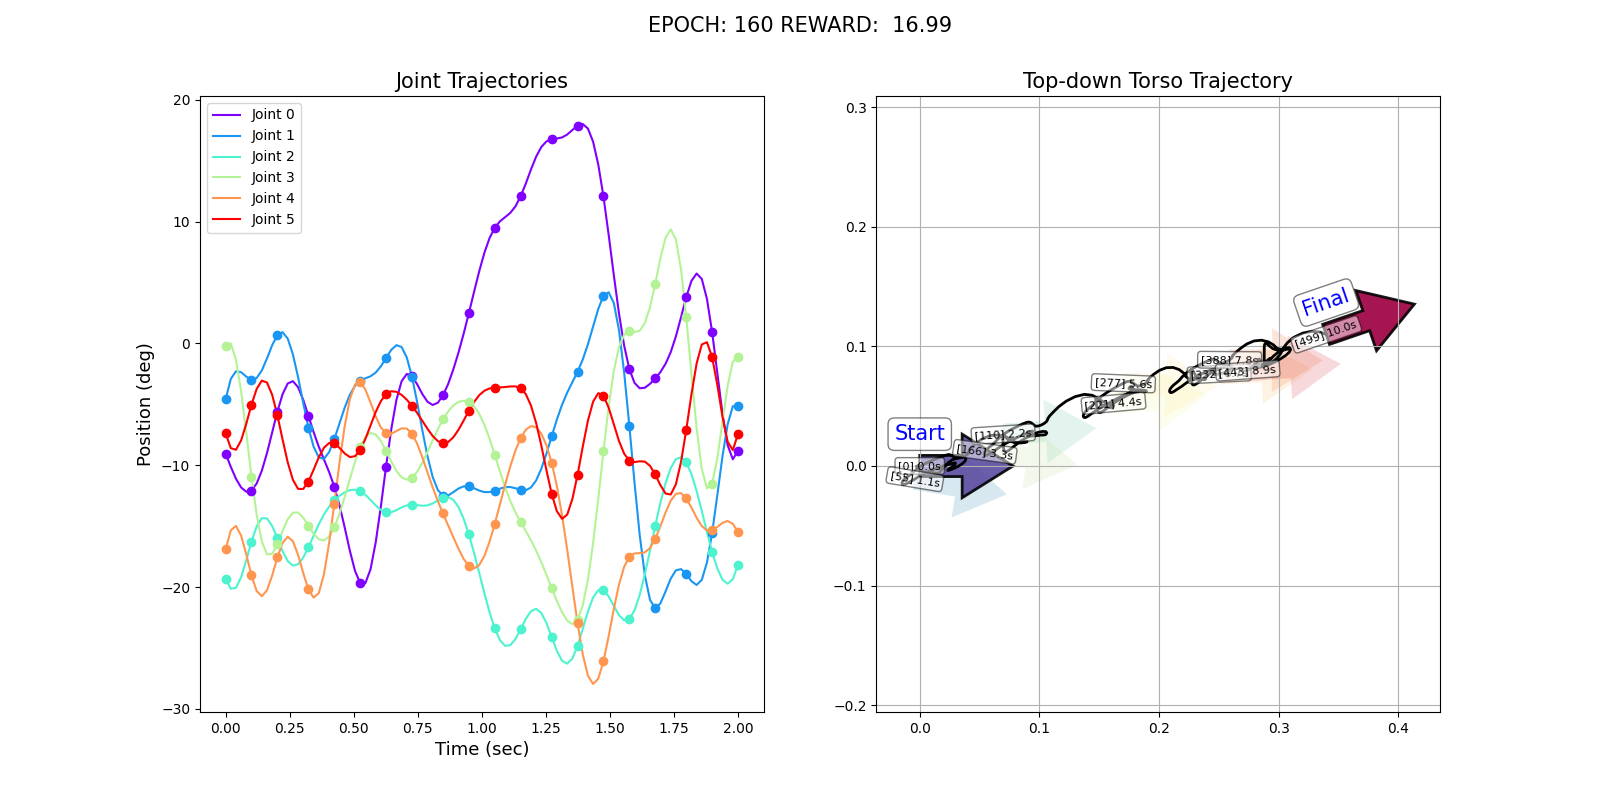 EPOCH: 160 REWARD:  16.99
Joint Trajectories
20
10
0
−10
−20
−30
Position (deg)
Joint 0
Joint 1
Joint 2
Joint 3
Joint 4
Joint 5
0.00 0.25 0.50 0.75 1.00 1.25 1.50 1.75 2.00
Time (sec)
Top-down Torso Trajectory
0.3
0.2
0.1
0.0
−0.1
−0.2
Final
[499] 10.0s
[388] 7.8s
[332]
[443] 8.9s
[277] 5.6s
[221] 4.4s
Start
[110] 2.2s
[166] 3.3s
[0] 0.0s
[55] 1.1s
0.0 0.1 0.2 0.3 0.4